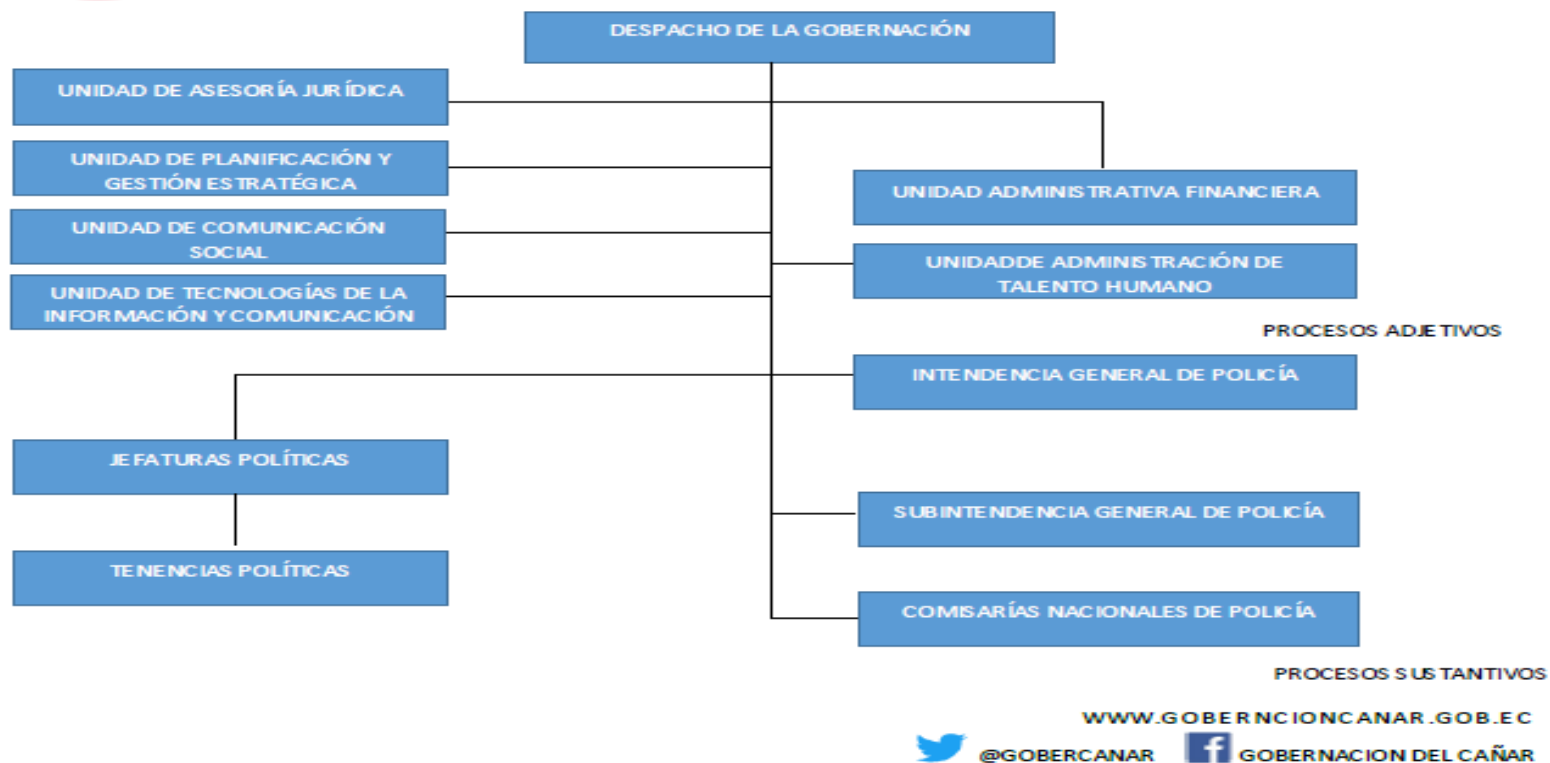 DESPACHO DE LA GOBERNACIÓN
UNIDAD DE ASESORÍA JURÍDICA
UNIDAD DE PLANIFICACIÓN Y
GESTIÓN ESTRATÉGICA
UNIDAD DE COMUNICACIÓN
SOCIAL
UNIDAD DE TECNOLOGÍAS DE LA
INFORMACIÓN Y COMUNICACIÓN
UNIDAD ADMINISTRATIVA FINANCIERA
UNIDADDE ADMINISTRACIÓN DE
TALENTO HUMANO
PROCESOS ADJETIVOS
INTENDENCIA GENERAL DE POLICÍA
JEFATURAS POLÍTICAS
TENENCIAS POLÍTICAS
SUBINTENDENCIA GENERAL DE POLICÍA
COMISARÍAS NACIONALES DE POLICÍA
PROCESOS SUSTANTIVOS
WWW.GOBERNCIONCANAR.GOB.EC
@GOBERCANAR f GOBERNACION DEL CAÑAR